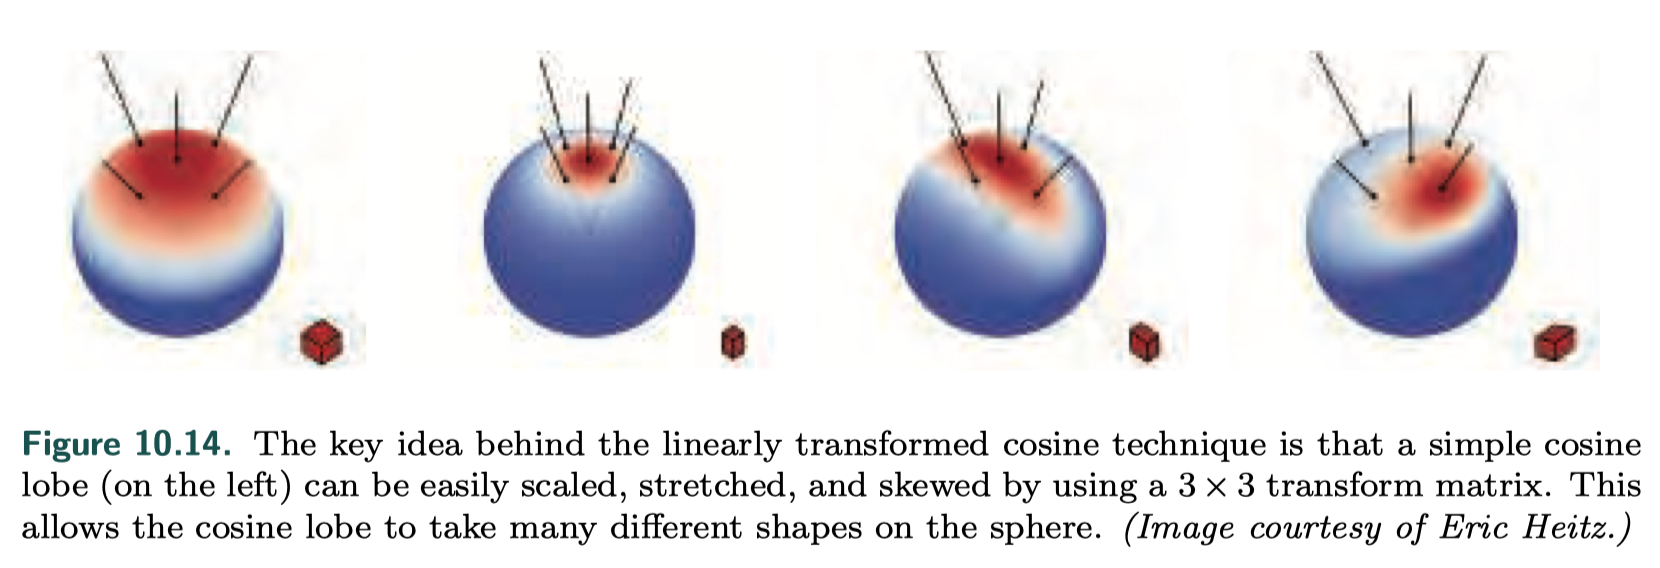 Figure 10.14. The key idea behind the linearly transformed cosine technique is that a simple cosine
lobe (on the left) can be easily scaled, stretched, and skewed by using a 3 × 3 transform matrix. This
allows the cosine lobe to take many different shapes on the sphere. (Image courtesy of Eric Heitz.)